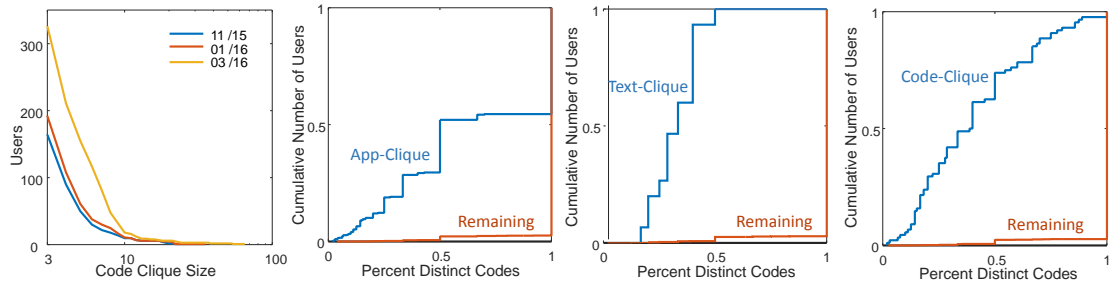 Users
300
200
100
0
11 /15
01 /16
03 /16
3
10
100
Code Clique Size
Cumulative Number of Users
1
0.5
0
App-Clique
Remaining
0.5
1
Percent Distinct Codes
Cumulative Number of Users
1
0.5
0
Text-Clique
Remaining
0
0.5
1
Percent Distinct Codes
Cumulative Number of Users
1
0.5
0
Code-Clique
Remaining
0
0.5
1
Percent Distinct Codes